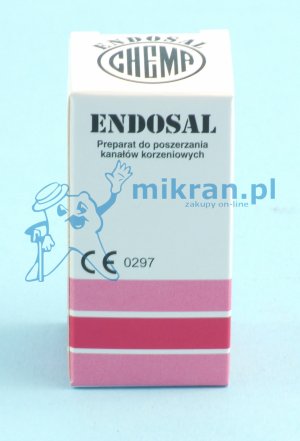 ENDOSAL
CHEMA
ENDOSAL
Preparat do poszerzania
kanałów korzeniowych
mikran.pl
zakupy on-line
CE 0297